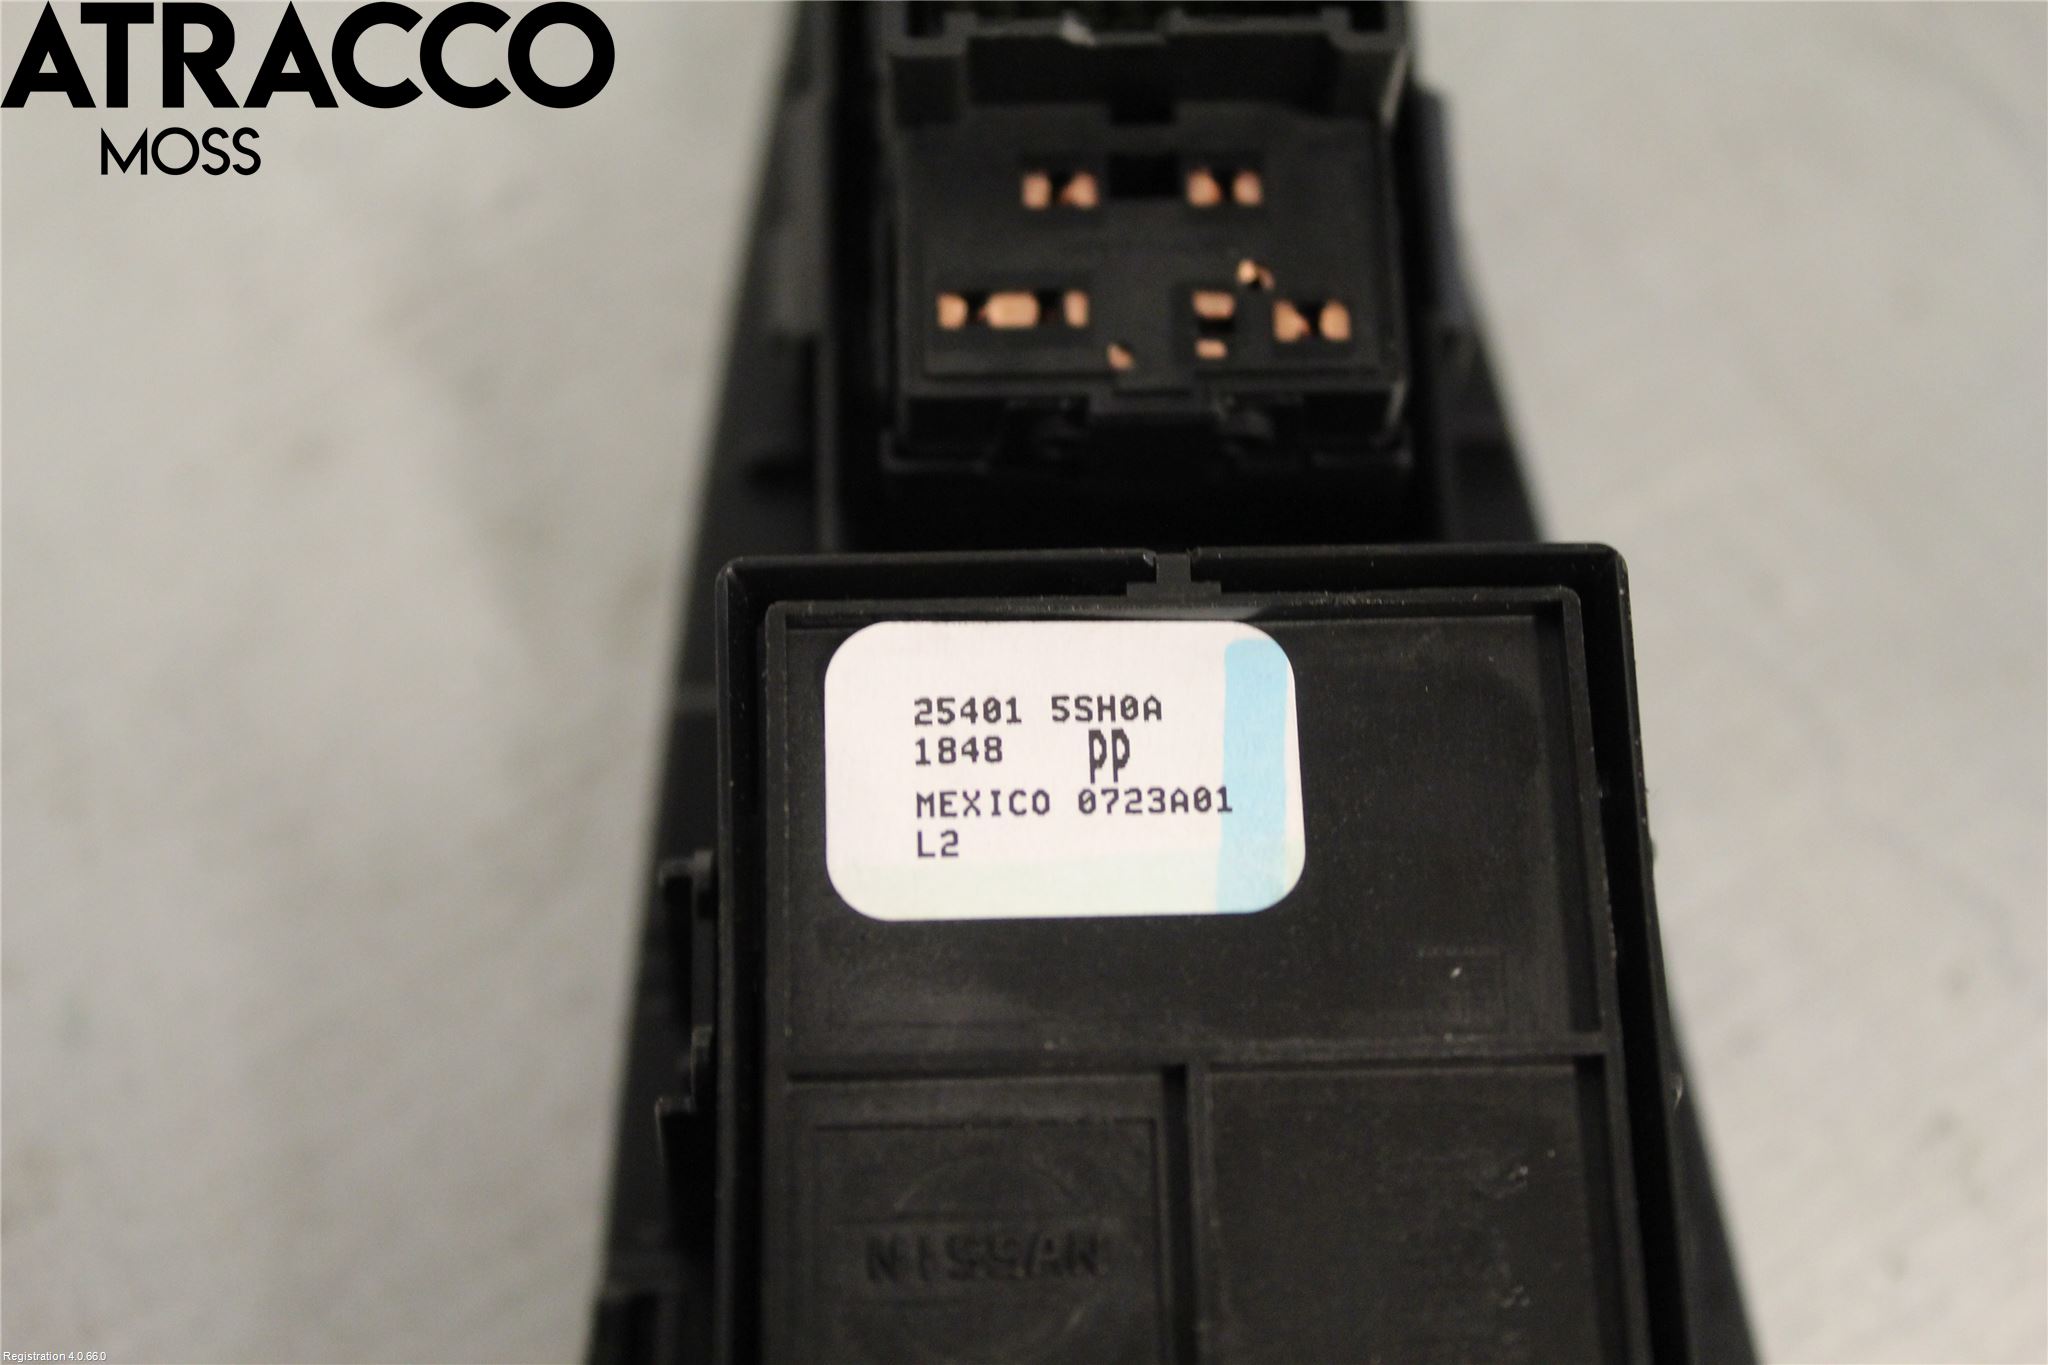 ATRACCO
MOSS
25401 5SH0A
1848 PP
MEXICO 0723A01
L2
NISSAN
Registration 4.0.66.0